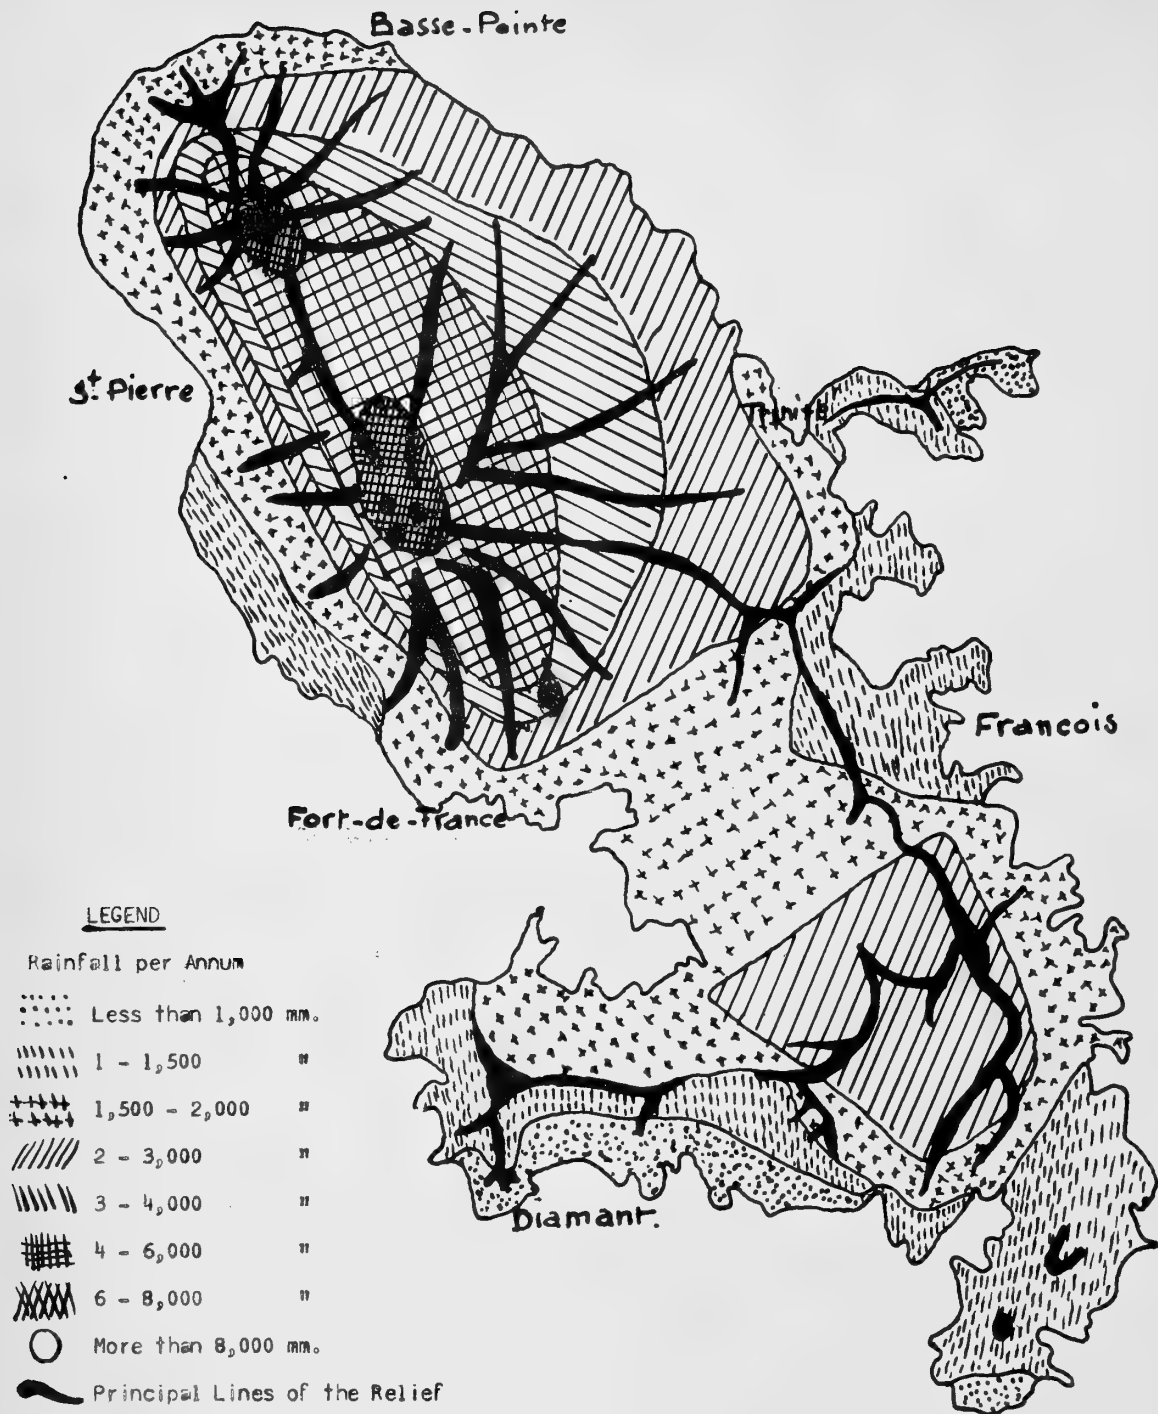 Basse-Pointe
St. Pierre
Trinité
Francois
Fort-de-France
Diamant.
LEGEND
Rainfall per Annum
Less than 1,000 mm.
1 - 1,500 "
1,500 - 2,000 "
2 - 3,000 "
3 - 4,000 "
4 - 6,000 "
6 - 8,000 "
More than 8,000 mm.
Principal Lines of the Relief